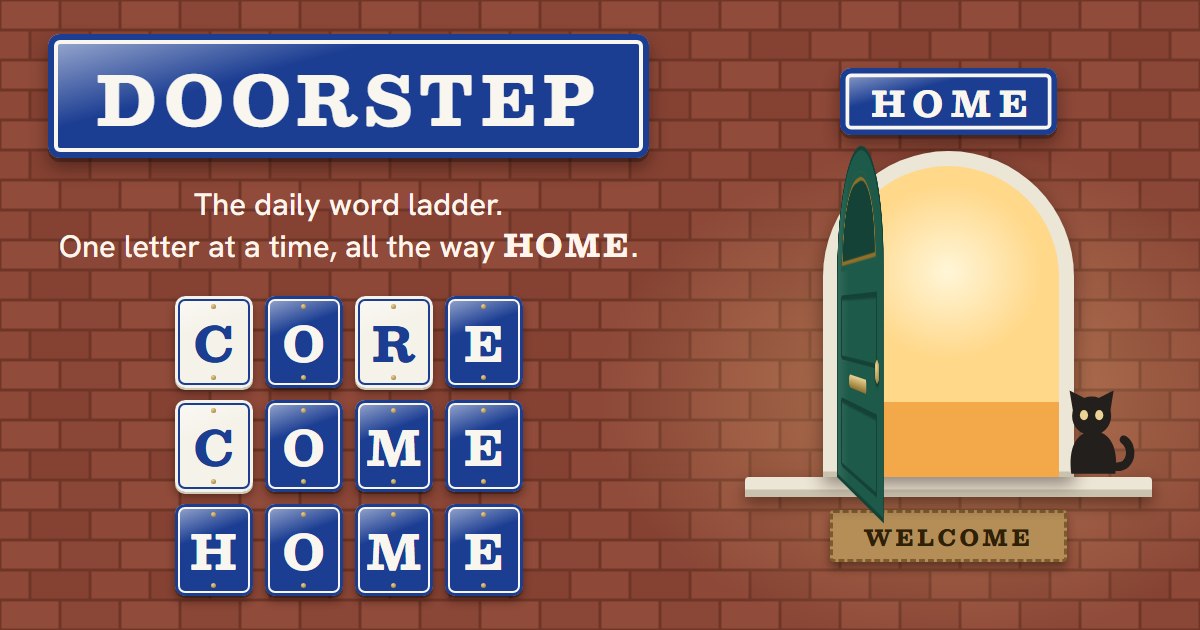 DOORSTEP
The daily word ladder.
One letter at a time, all the way HOME.
CORE
COME
HOME
HOME
WELCOME